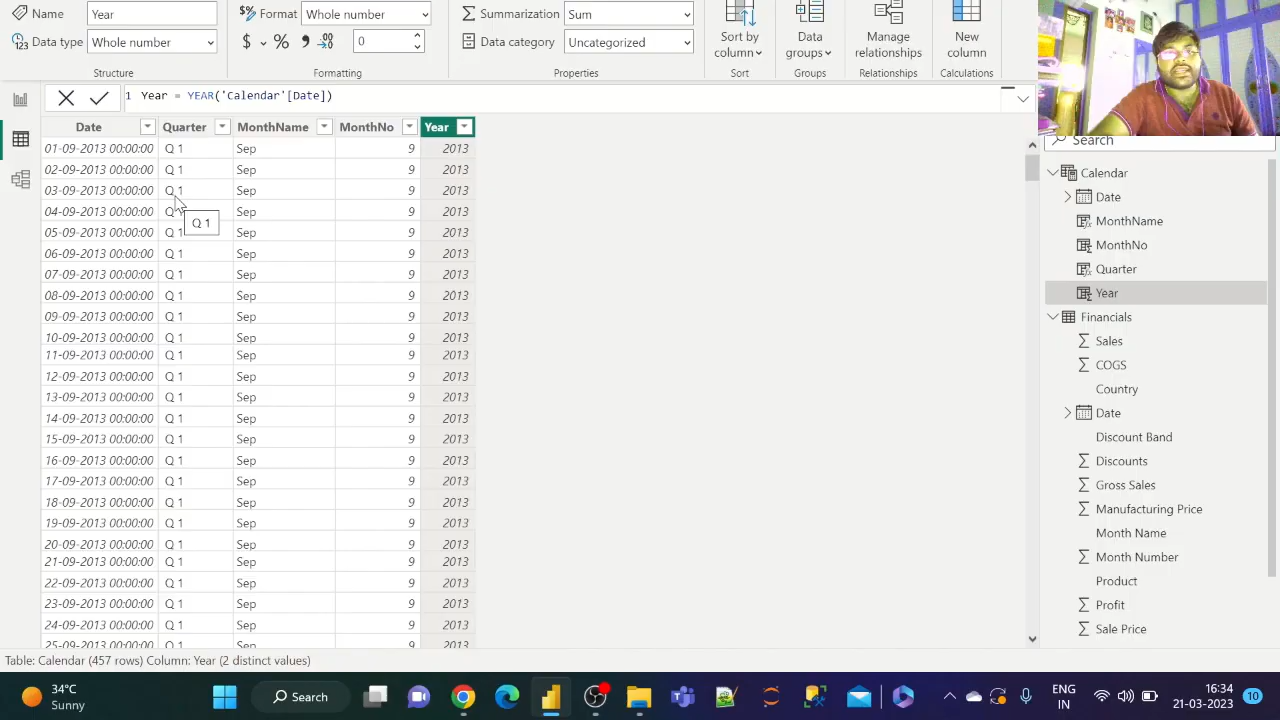 Name Year
Format Whole number
Summarization Sum
Data type Whole number
$ % 9 .00 0
Data category Uncategorized
Sort by column
Data groups
Manage relationships
New column
Structure
Formatting
Properties
Sort
Groups
Relationships
Calculations
1 Year = YEAR('Calendar'[Date])
Date Quarter MonthName MonthNo Year
01-09-2013 00:00:00 Q 1 Sep 9 2013
02-09-2013 00:00:00 Q 1 Sep 9 2013
03-09-2013 00:00:00 Q 1 Sep 9 2013
04-09-2013 00:00:00 Q 1 Sep 9 2013
Q 1
05-09-2013 00:00:00 Q 1 Sep 9 2013
06-09-2013 00:00:00 Q 1 Sep 9 2013
07-09-2013 00:00:00 Q 1 Sep 9 2013
08-09-2013 00:00:00 Q 1 Sep 9 2013
09-09-2013 00:00:00 Q 1 Sep 9 2013
10-09-2013 00:00:00 Q 1 Sep 9 2013
11-09-2013 00:00:00 Q 1 Sep 9 2013
12-09-2013 00:00:00 Q 1 Sep 9 2013
13-09-2013 00:00:00 Q 1 Sep 9 2013
14-09-2013 00:00:00 Q 1 Sep 9 2013
15-09-2013 00:00:00 Q 1 Sep 9 2013
16-09-2013 00:00:00 Q 1 Sep 9 2013
17-09-2013 00:00:00 Q 1 Sep 9 2013
18-09-2013 00:00:00 Q 1 Sep 9 2013
19-09-2013 00:00:00 Q 1 Sep 9 2013
20-09-2013 00:00:00 Q 1 Sep 9 2013
21-09-2013 00:00:00 Q 1 Sep 9 2013
22-09-2013 00:00:00 Q 1 Sep 9 2013
23-09-2013 00:00:00 Q 1 Sep 9 2013
24-09-2013 00:00:00 Q 1 Sep 9 2013
25-09-2013 00:00:00 Q 1 Sep 9 2013
Search
Calendar
Date
MonthName
MonthNo
Quarter
Year
Financials
Sales
COGS
Country
Date
Discount Band
Discounts
Gross Sales
Manufacturing Price
Month Name
Month Number
Product
Profit
Sale Price
Table: Calendar (457 rows) Column: Year (2 distinct values)
34°C
Sunny
Search
ENG
IN
16:34
21-03-2023
10